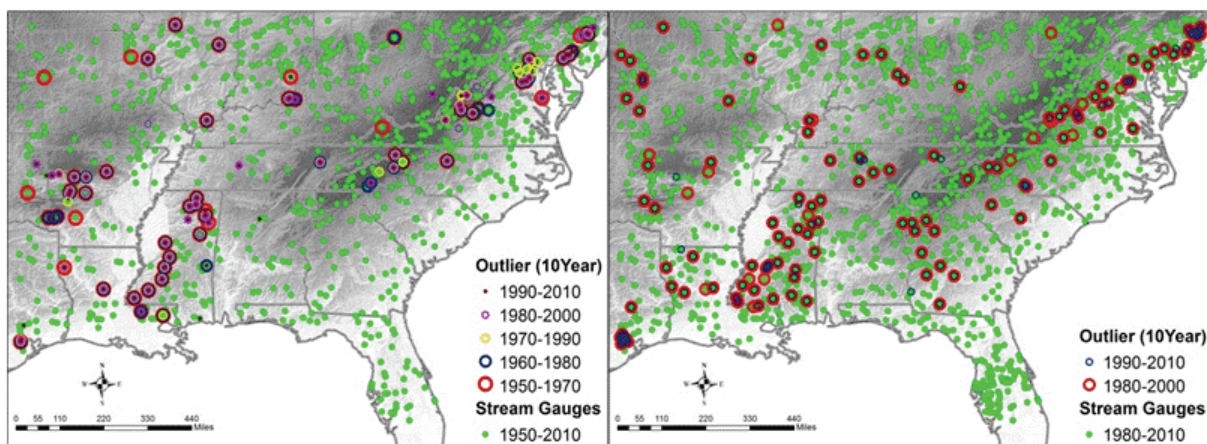 Outlier (10Year)
1990-2010
1980-2000
1970-1990
1960-1980
1950-1970
Stream Gauges
1950-2010
N
W E
S
0 55 110 220 330 440
Miles
Outlier (10Year)
1990-2010
1980-2000
Stream Gauges
1980-2010
N
W E
S
0 55 110 220 330 440
Miles